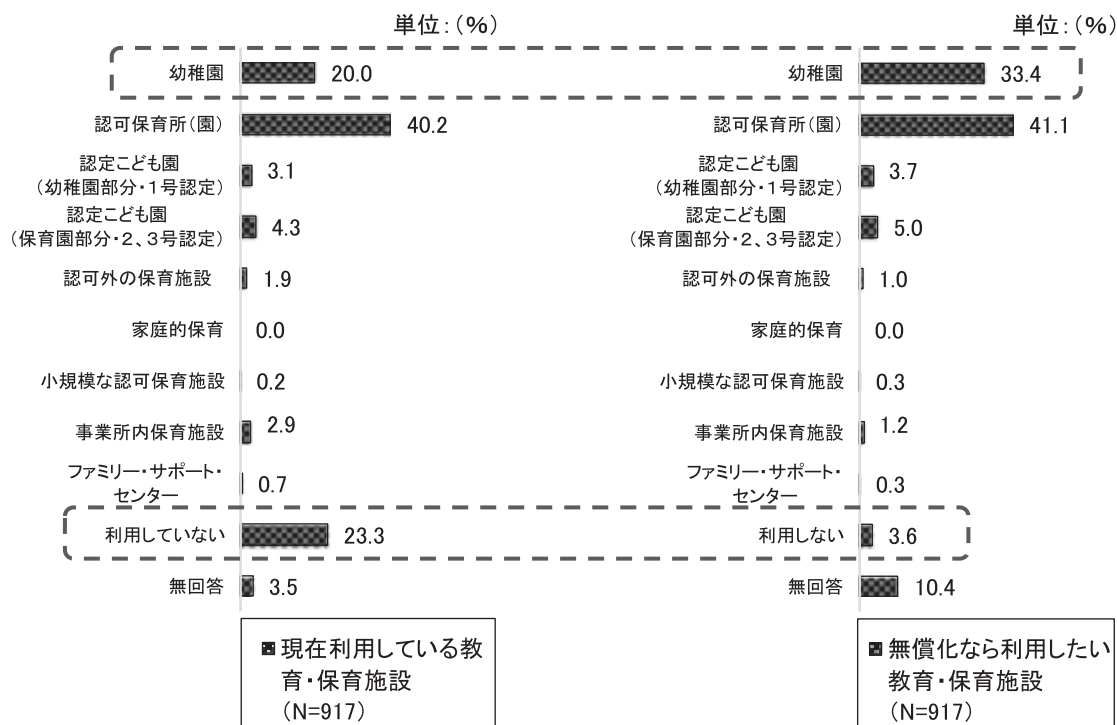 単位：（%）
幼稚園
20.0
認可保育所（園）
40.2
認定こども園
（幼稚園部分・１号認定）
3.1
認定こども園
（保育園部分・２、３号認定）
4.3
認可外の保育施設
1.9
家庭的保育
0.0
小規模な認可保育施設
0.2
事業所内保育施設
2.9
ファミリー・サポート・
センター
0.7
利用していない
23.3
無回答
3.5
現在利用している教
育・保育施設
（N=917）
単位：（%）
幼稚園
33.4
認可保育所（園）
41.1
認定こども園
（幼稚園部分・１号認定）
3.7
認定こども園
（保育園部分・２、３号認定）
5.0
認可外の保育施設
1.0
家庭的保育
0.0
小規模な認可保育施設
0.3
事業所内保育施設
1.2
ファミリー・サポート・
センター
0.3
利用しない
3.6
無回答
10.4
無償化なら利用したい
教育・保育施設
（N=917）